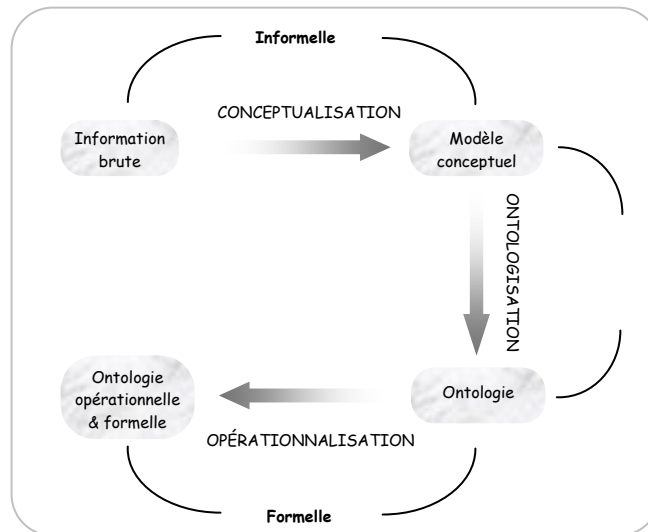 Informelle
CONCEPTUALISATION
Information
brute
Modèle
conceptuel
ONTOLOGISATION
Ontologie
opérationnelle
& formelle
Ontologie
OPÉRATIONNALISATION
Formelle